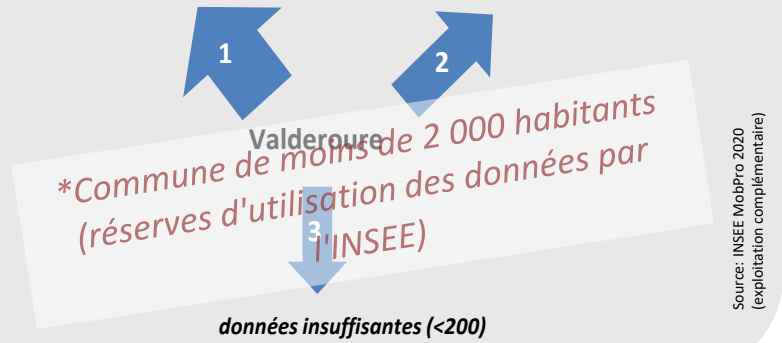 1
2
Valderoure
*Commune de moins de 2 000 habitants
(réserves d'utilisation des données par
l'INSEE)
3
données insuffisantes (<200)
Source: INSEE MobPro 2020
(exploitation complémentaire)